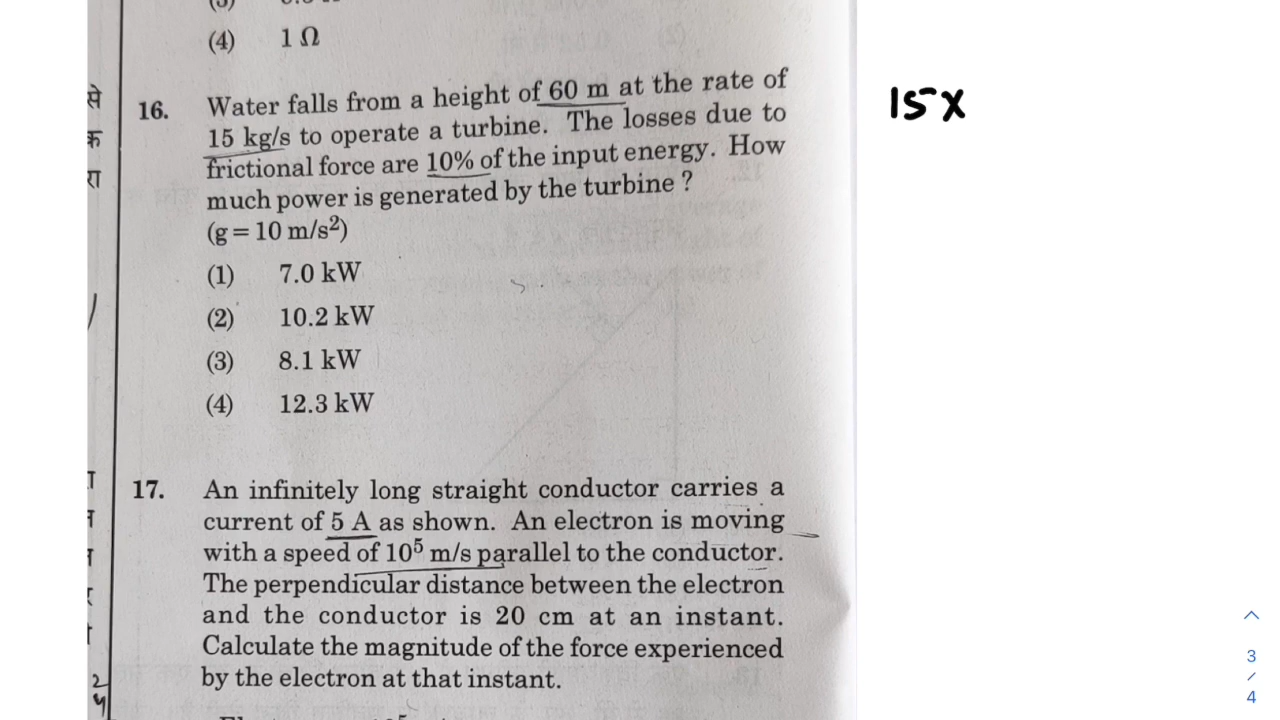 (4) 1 Ω
से
16. Water falls from a height of 60 m at the rate of
15 X
क
15 kg/s to operate a turbine. The losses due to
रा
frictional force are 10% of the input energy. How
much power is generated by the turbine ?
(g = 10 m/s²)
(1) 7.0 kW
(2) 10.2 kW
(3) 8.1 kW
(4) 12.3 kW
17. An infinitely long straight conductor carries a
current of 5 A as shown. An electron is moving
with a speed of 10⁵ m/s parallel to the conductor.
The perpendicular distance between the electron
and the conductor is 20 cm at an instant.
Calculate the magnitude of the force experienced
by the electron at that instant.
3
/
4